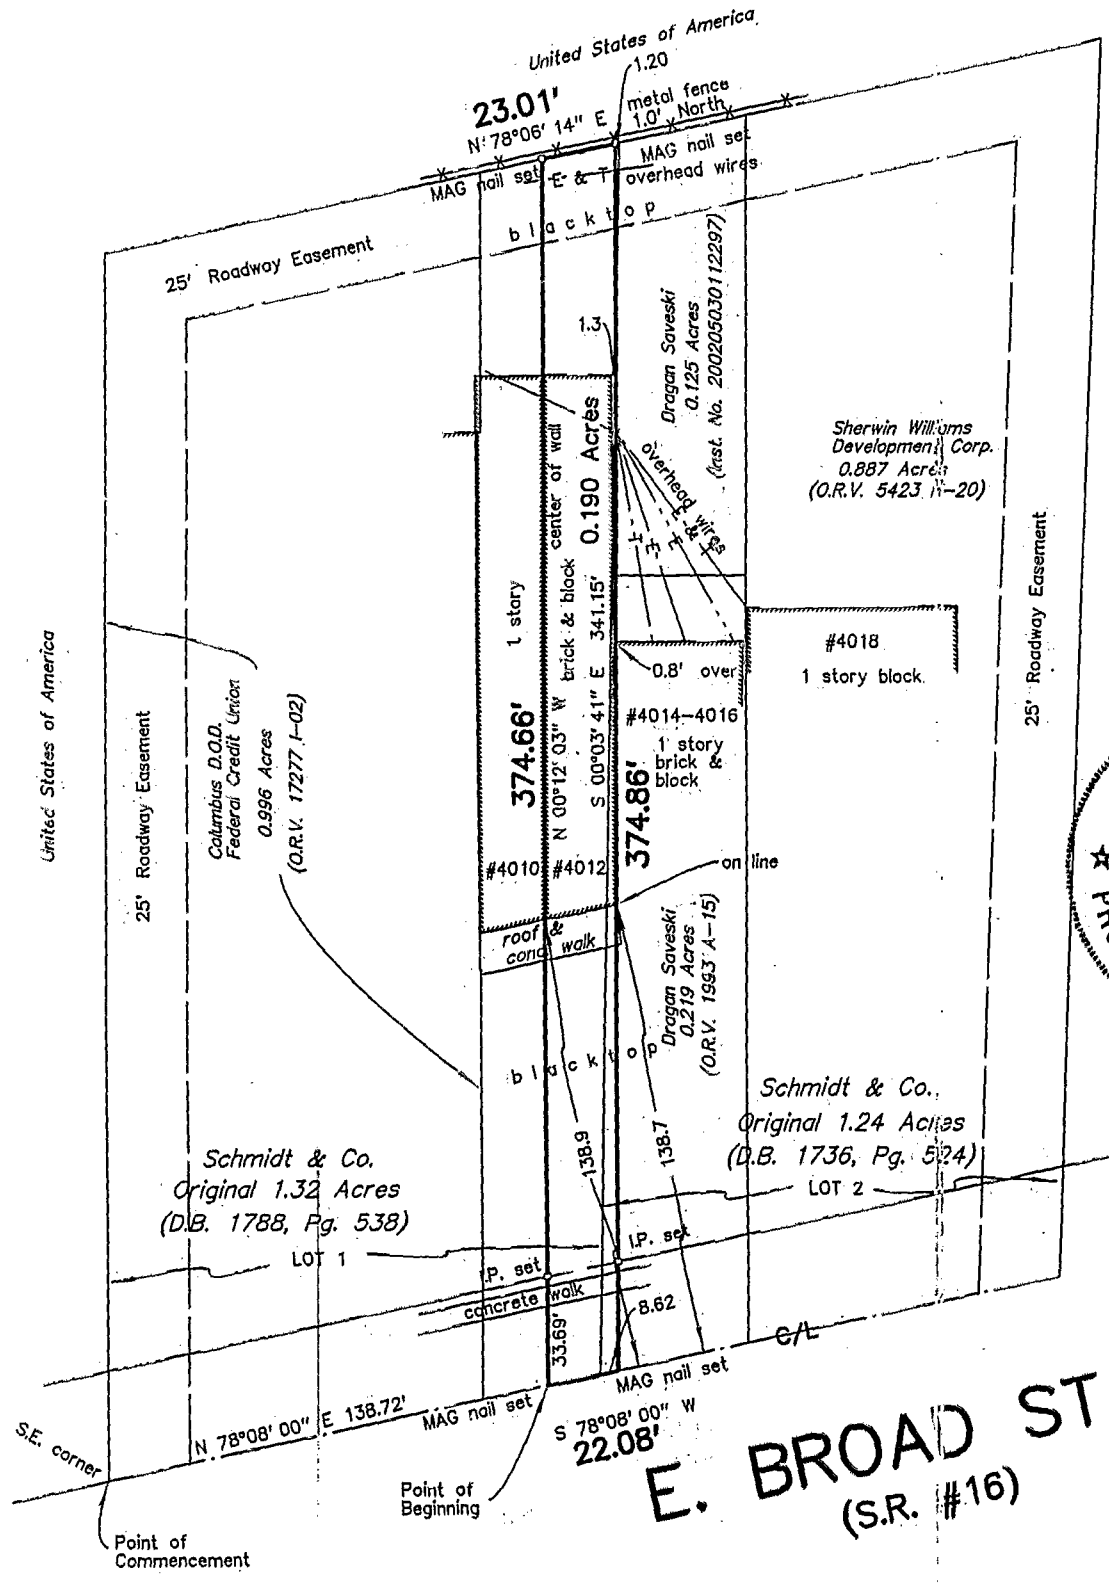 United States of America
1.20
23.01'
N 78°06' 14" E
metal fence
1.0' North
MAG nail set
MAG nail set
E & T overhead wires
blacktop
25' Roadway Easement
1.3
Dragan Saveski
0.125 Acres
(Inst. No. 200205030112297)
Sherwin Williams
Development Corp.
0.887 Acres
(O.R.V. 5423
overhead wires
E & T
center of wall
brick & block
0.190 Acres
1 story
374.66'
N 00°12' 03" W
S 00°03' 41" E 341.15'
374.86'
0.8' over
#4014-4016
1 story
brick &
block
#4018
1 story block
25' Roadway Easement
United States of America
25' Roadway Easement
Columbus D.O.D.
Federal Credit Union
0.996 Acres
(O.R.V. 17277 I-02)
#4010
#4012
on line
roof &
conc walk
Dragan Saveski
0.219 Acres
(O.R.V. 1993 A-15)
blacktop
138.9
138.7
Schmidt & Co.
Original 1.24 Acres
(D.B. 1736, Pg. 524)
LOT 2
Schmidt & Co.
Original 1.32 Acres
(D.B. 1788, Pg. 538)
LOT 1
I.P. set
I.P. set
concrete walk
33.69'
8.62
C/L
MAG nail set
MAG nail set
N 78°08' 00" E 138.72'
S 78°08' 00" W
22.08'
S.E. corner
Point of
Beginning
Point of
Commencement
E. BROAD ST
(S.R. #16)